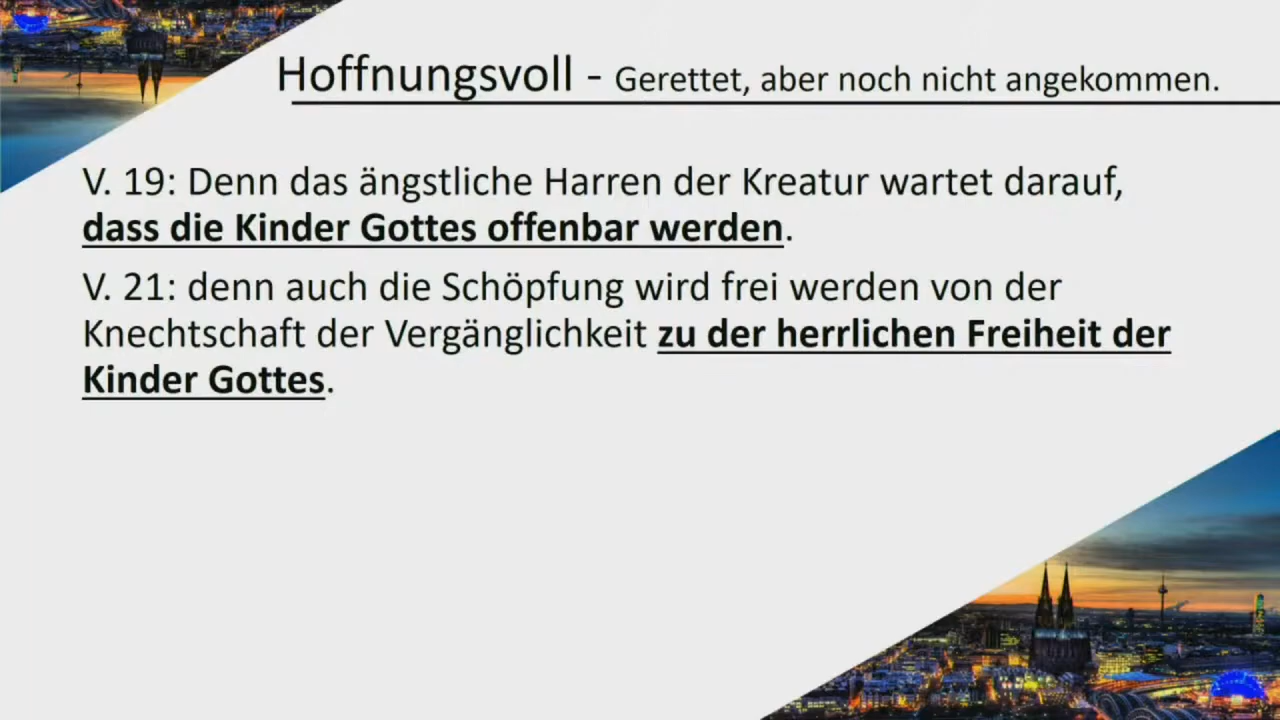 Hoffnungsvoll - Gerettet, aber noch nicht angekommen.
V. 19: Denn das ängstliche Harren der Kreatur wartet darauf,
dass die Kinder Gottes offenbar werden.
V. 21: denn auch die Schöpfung wird frei werden von der
Knechtschaft der Vergänglichkeit zu der herrlichen Freiheit der
Kinder Gottes.